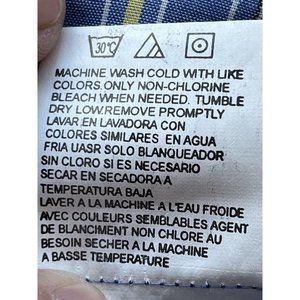 30°C
MACHINE WASH COLD WITH LIKE
COLORS.ONLY NON-CHLORINE
BLEACH WHEN NEEDED. TUMBLE
DRY LOW.REMOVE PROMPTLY
LAVAR:EN LAVADORA CON
COLORES SIMILARES EN AGUA
FRIA UASR SOLO BLANQUEADOR
SIN CLORO SI ES NECESARIO
SECAR EN SECADORA A
TEMPERATURA BAJA
LAVER A LA MACHINE A L'EAU FROIDE
AVEC COULEURS SEMBLABLES AGENT
DE BLANCIMENT NON CHLORE AU
BESOIN SECHER A LA MACHINE
A BASSE TEMPERATURE